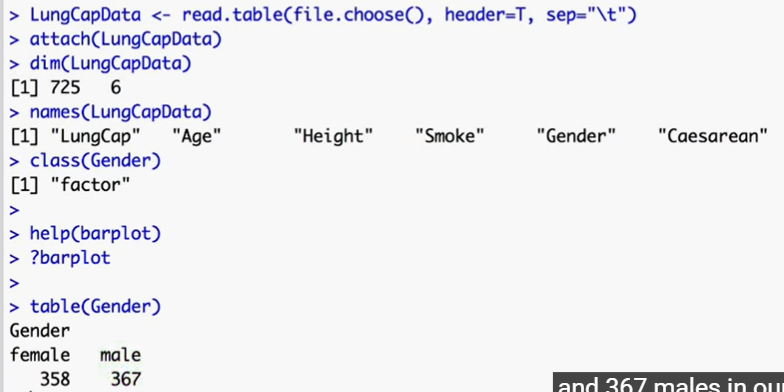 > LungCapData <- read.table(file.choose(), header=T, sep="\t")
> attach(LungCapData)
> dim(LungCapData)
[1] 725   6
> names(LungCapData)
[1] "LungCap"   "Age"       "Height"    "Smoke"     "Gender"    "Caesarean"
> class(Gender)
[1] "factor"
>
> help(barplot)
> ?barplot
>
> table(Gender)
Gender
female   male
   358    367
and 367 males in our